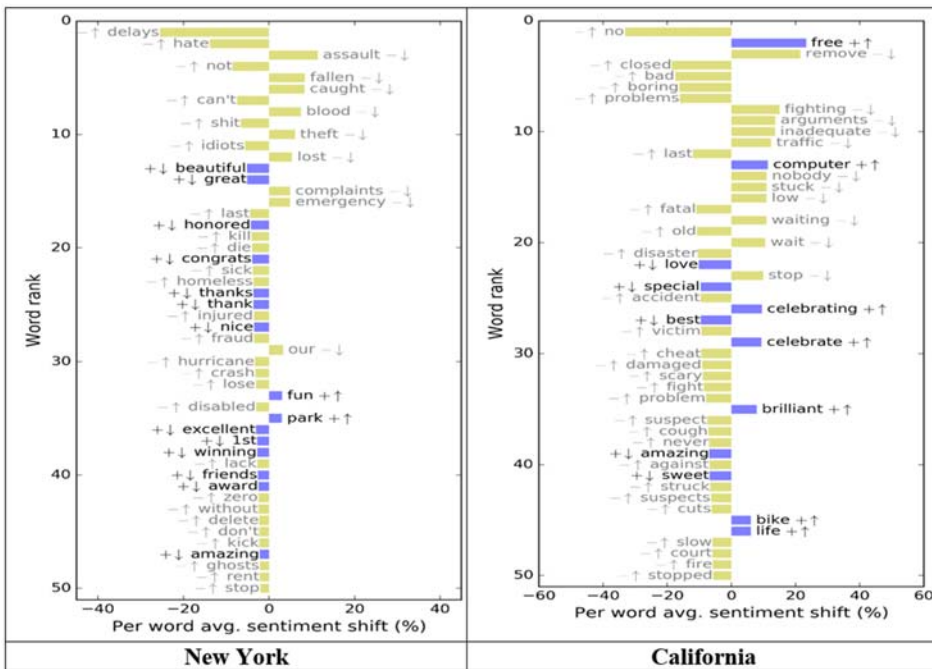 0
−↑ delays
−↑ hate
assault −↓
−↑ not
fallen −↓
caught −↓
−↑ can't
blood −↓
−↑ shit
10
theft −↓
−↑ idiots
lost −↓
+↓ beautiful
+↓ great
complaints −↓
emergency −↓
−↑ last
+↓ honored
−↑ kill
20
−↑ die
+↓ congrats
−↑ sick
−↑ homeless
+↓ thanks
+↓ thank
−↑ injured
+↓ nice
−↑ fraud
our −↓
30
−↑ hurricane
−↑ crash
−↑ lose
fun +↑
−↑ disabled
park +↑
+↓ excellent
+↓ 1st
+↓ winning
−↑ lack
+↓ friends
40
+↓ award
−↑ zero
−↑ without
−↑ delete
−↑ don't
−↑ kick
+↓ amazing
−↑ ghosts
−↑ rent
50
−↑ stop
Word rank
−40 −20 0 20 40
Per word avg. sentiment shift (%)
New York
0
−↑ no
free +↑
remove −↓
−↑ closed
−↑ bad
−↑ boring
−↑ problems
fighting −↓
arguments −↓
10
inadequate −↓
traffic −↓
−↑ last
computer +↑
nobody −↓
stuck −↓
low −↓
−↑ fatal
waiting −↓
−↑ old
20
wait −↓
−↑ disaster
+↓ love
stop −↓
+↓ special
−↑ accident
celebrating +↑
+↓ best
−↑ victim
celebrate +↑
30
−↑ cheat
−↑ damaged
−↑ scary
−↑ fight
−↑ problem
brilliant +↑
−↑ suspect
−↑ cough
−↑ never
+↓ amazing
40
−↑ against
+↓ sweet
−↑ struck
−↑ suspects
−↑ cuts
bike +↑
life +↑
−↑ slow
−↑ court
−↑ fire
50
−↑ stopped
Word rank
−60 −40 −20 0 20 40 60
Per word avg. sentiment shift (%)
California